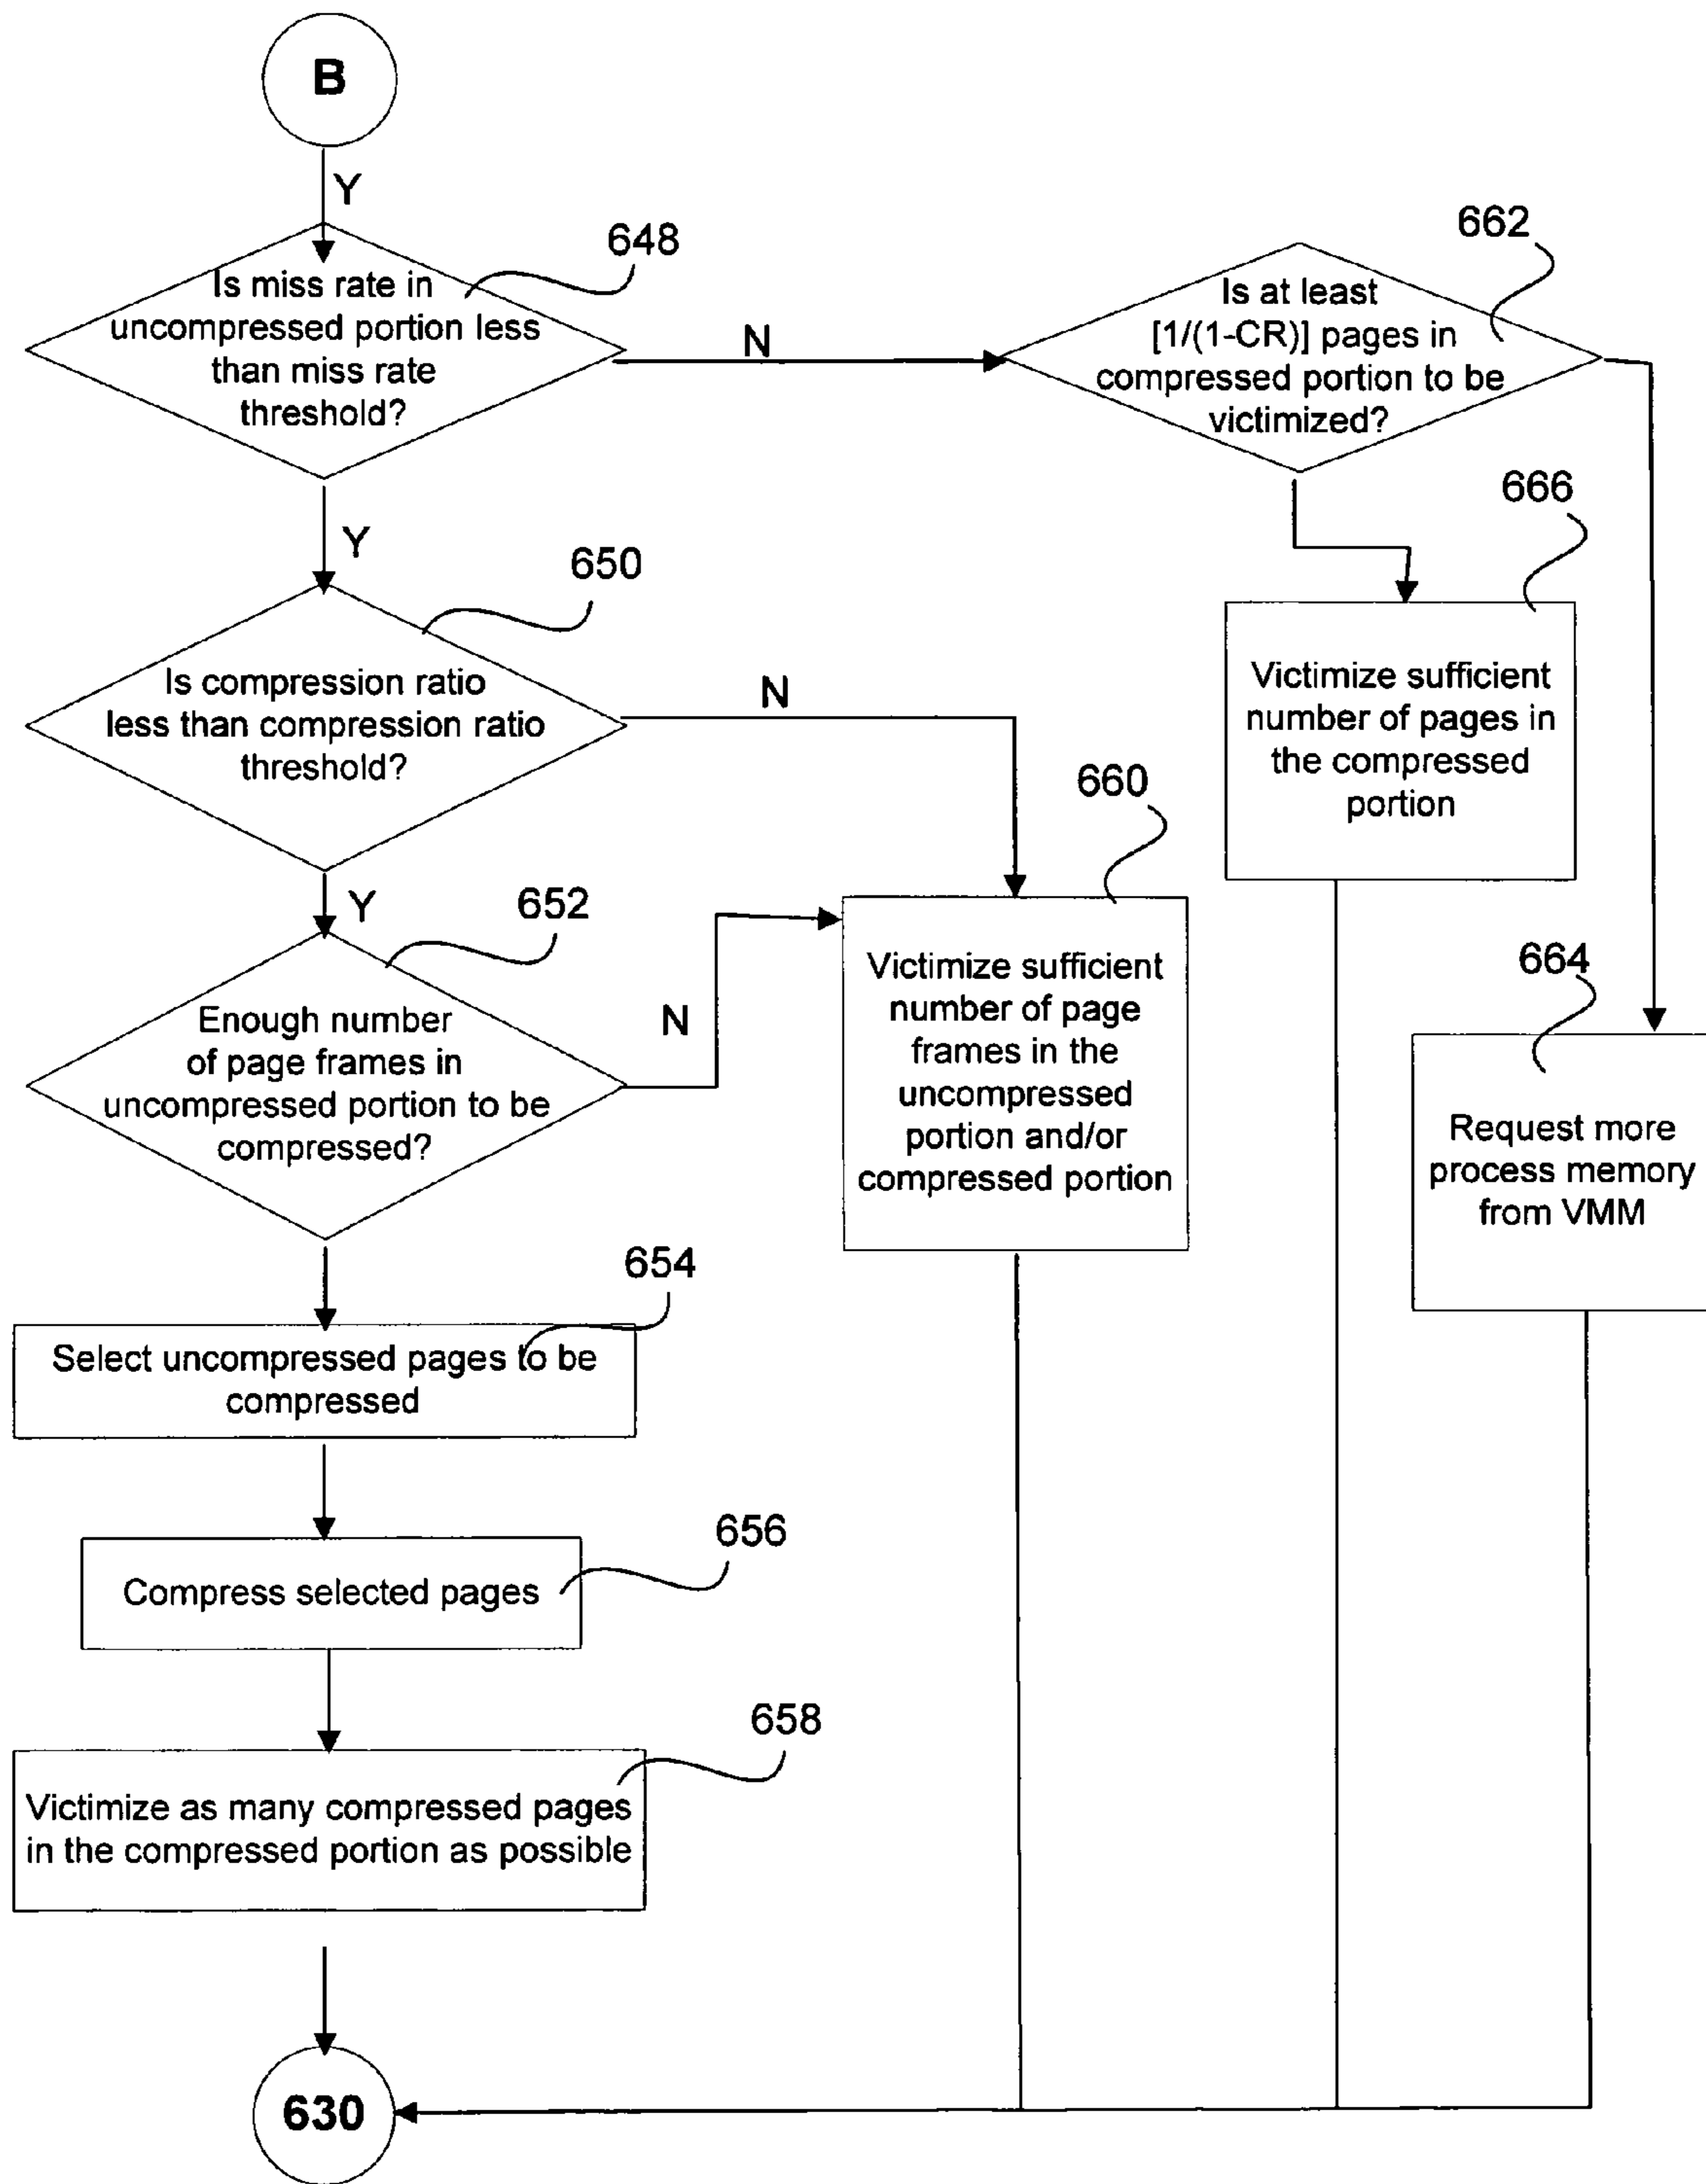 B
Y
648
Is miss rate in
uncompressed portion less
than miss rate
threshold?
N
662
Is at least
[1/(1-CR)] pages in
compressed portion to be
victimized?
Y
650
Is compression ratio
less than compression ratio
threshold?
N
666
Victimize sufficient
number of pages in
the compressed
portion
Y
652
Enough number
of page frames in
uncompressed portion to be
compressed?
N
660
Victimize sufficient
number of page
frames in the
uncompressed
portion and/or
compressed portion
664
Request more
process memory
from VMM
654
Select uncompressed pages to be
compressed
656
Compress selected pages
658
Victimize as many compressed pages
in the compressed portion as possible
630